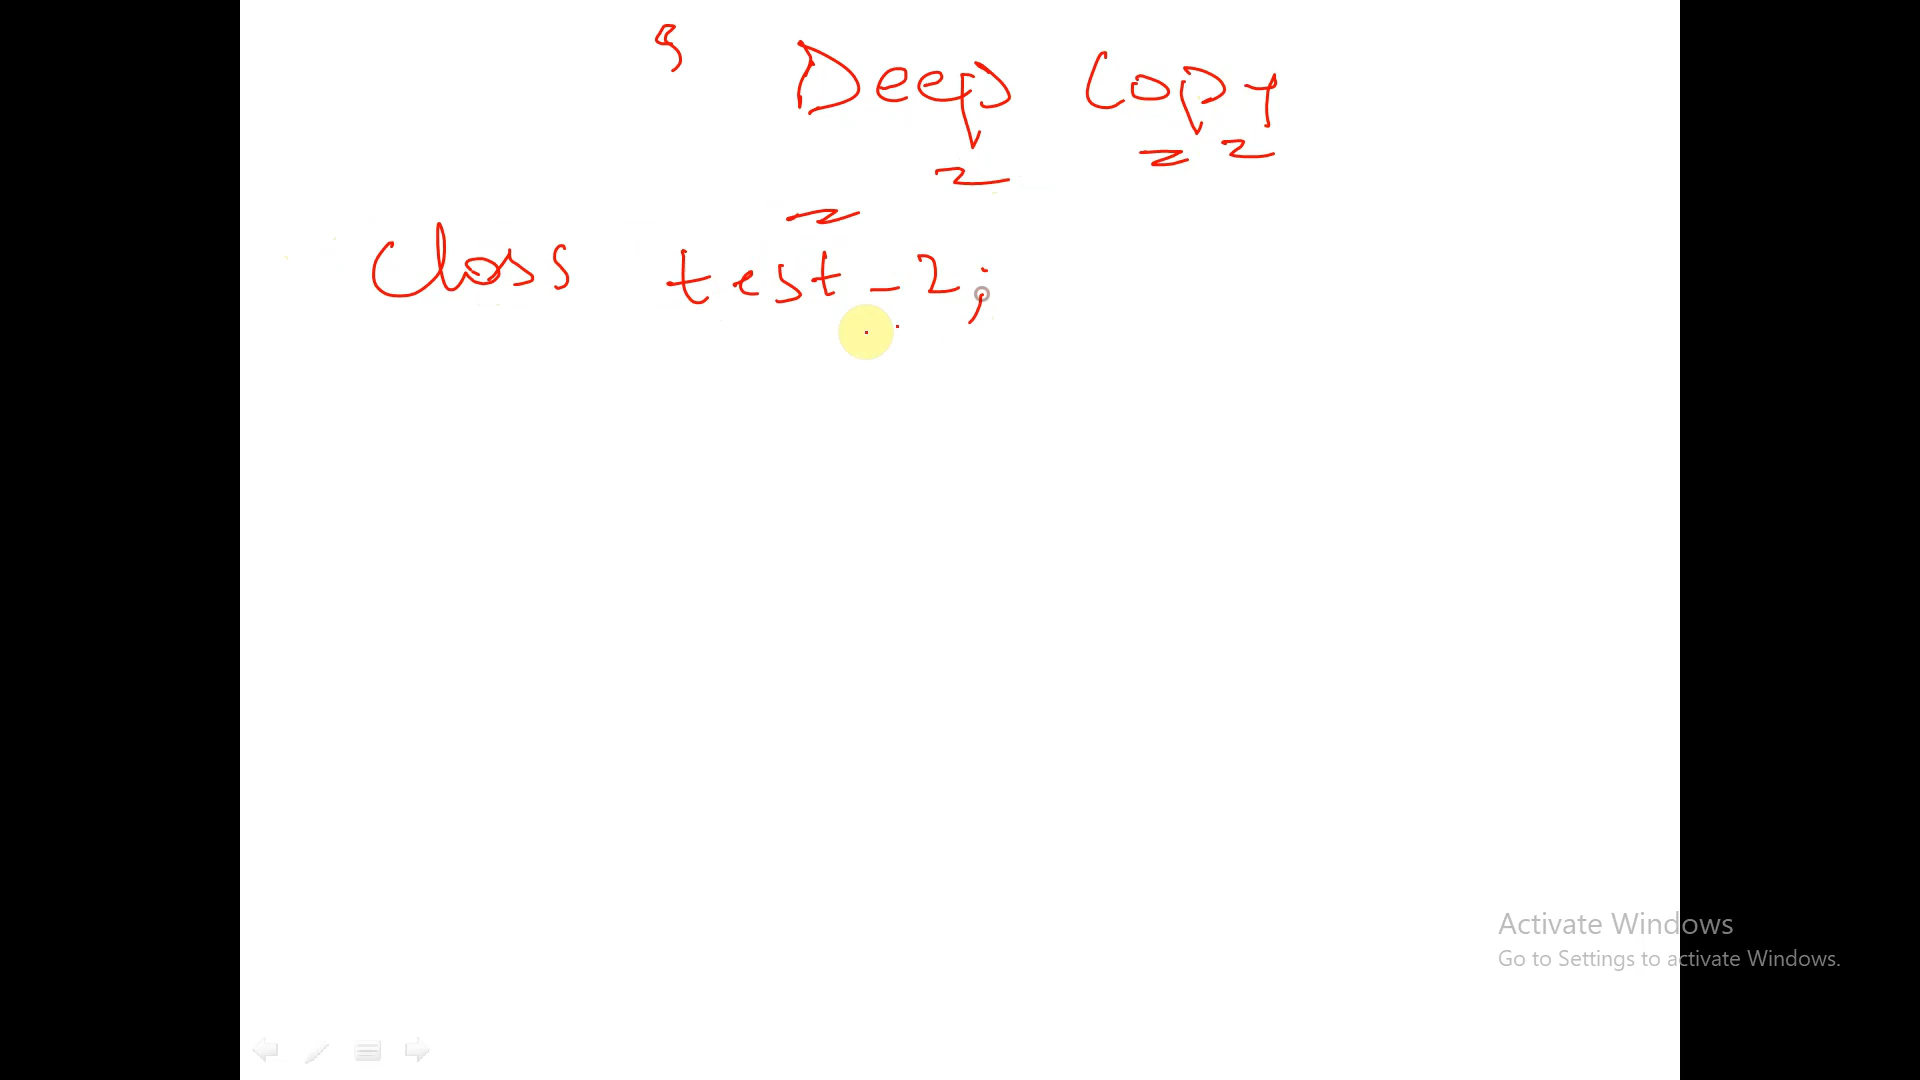 Deep Copy
Class test_2;
Activate Windows
Go to Settings to activate Windows.